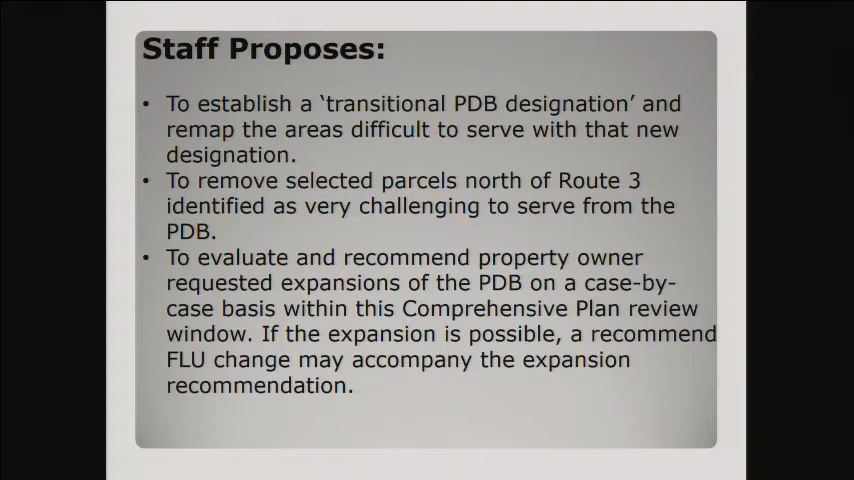 Staff Proposes:
• To establish a ‘transitional PDB designation’ and
remap the areas difficult to serve with that new
designation.
• To remove selected parcels north of Route 3
identified as very challenging to serve from the
PDB.
• To evaluate and recommend property owner
requested expansions of the PDB on a case-by-
case basis within this Comprehensive Plan review
window. If the expansion is possible, a recommend
FLU change may accompany the expansion
recommendation.